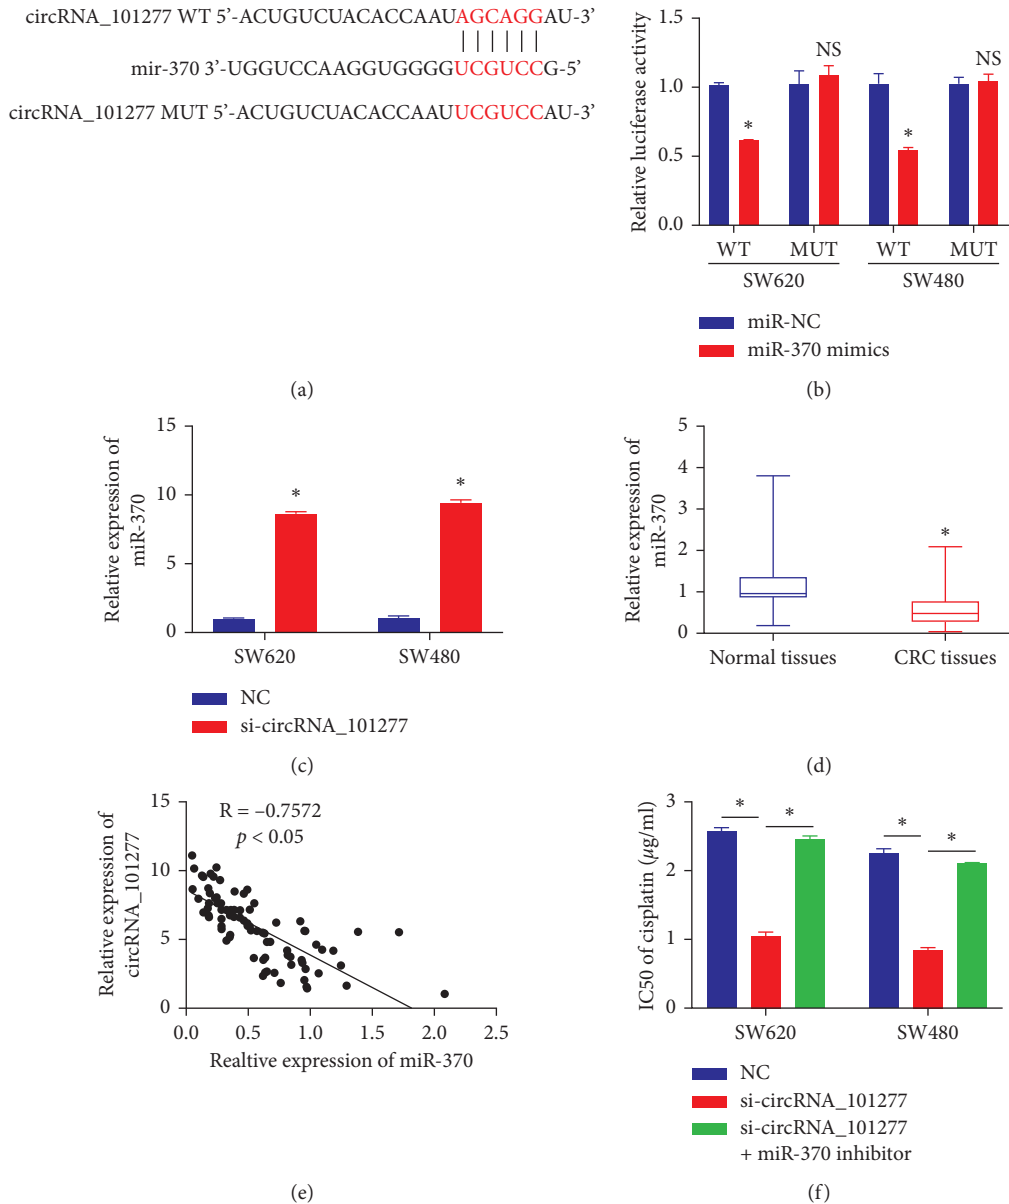 circRNA_101277 WT 5’-ACUGUCUACACCAAUAGCAGGAU-3’
mir-370 3’-UGGUCCAAGGUGGGGUCGUCCG-5’
circRNA_101277 MUT 5’-ACUGUCUACACCAAUUCGUCCAU-3’
(a)
Relative luciferase activity
1.5
1.0
0.5
0.0
*
NS
*
NS
WT
MUT
WT
MUT
SW620
SW480
miR-NC
miR-370 mimics
(b)
Relative expression of
miR-370
15
10
5
0
*
*
SW620
SW480
NC
si-circRNA_101277
(c)
Relative expression of
miR-370
5
4
3
2
1
0
*
Normal tissues
CRC tissues
(d)
Relative expression of
circRNA_101277
15
10
5
0
R = –0.7572
p < 0.05
0.0
0.5
1.0
1.5
2.0
2.5
Realtive expression of miR-370
(e)
IC50 of cisplatin (µg/ml)
3
2
1
0
*
*
*
*
SW620
SW480
NC
si-circRNA_101277
si-circRNA_101277
+ miR-370 inhibitor
(f)